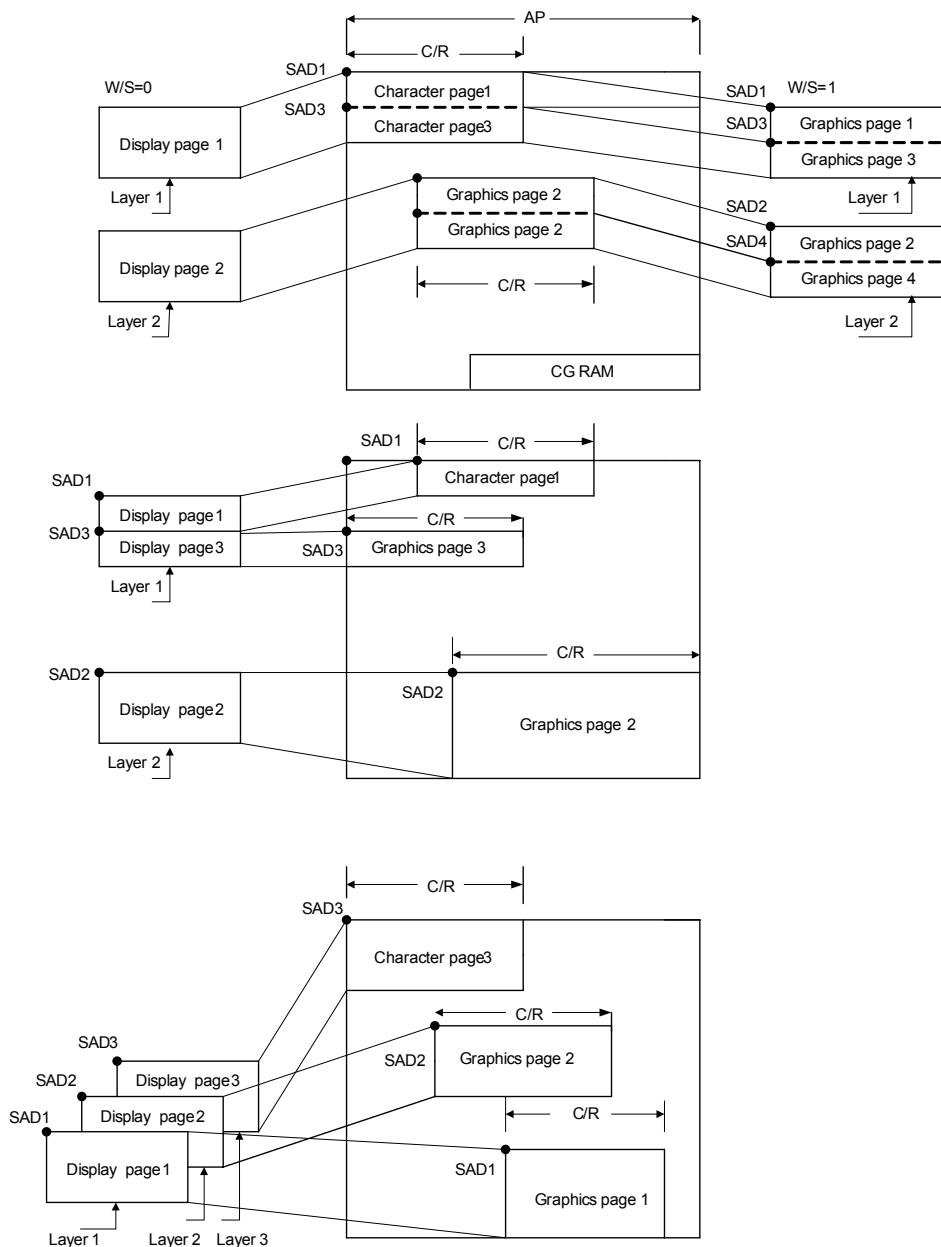 AP
C/R
SAD1
W/S=0
Character page1
SAD1
W/S=1
SAD3
Character page3
SAD3
Graphics page 1
Display page 1
Graphics page 3
Layer 1
Layer 1
Graphics page 2
SAD2
Graphics page 2
SAD4
Graphics page 2
Display page 2
Graphics page 4
C/R
Layer 2
Layer 2
CG RAM
SAD1
C/R
SAD1
Character page1
Display page1
C/R
SAD3
Display page3
SAD3
Graphics page 3
Layer 1
C/R
SAD2
SAD2
Display page2
Graphics page 2
Layer 2
C/R
SAD3
Character page3
C/R
SAD3
SAD2
Graphics page 2
Display page3
SAD2
Display page2
C/R
SAD1
Display page1
SAD1
Graphics page 1
Layer 1
Layer 2
Layer 3